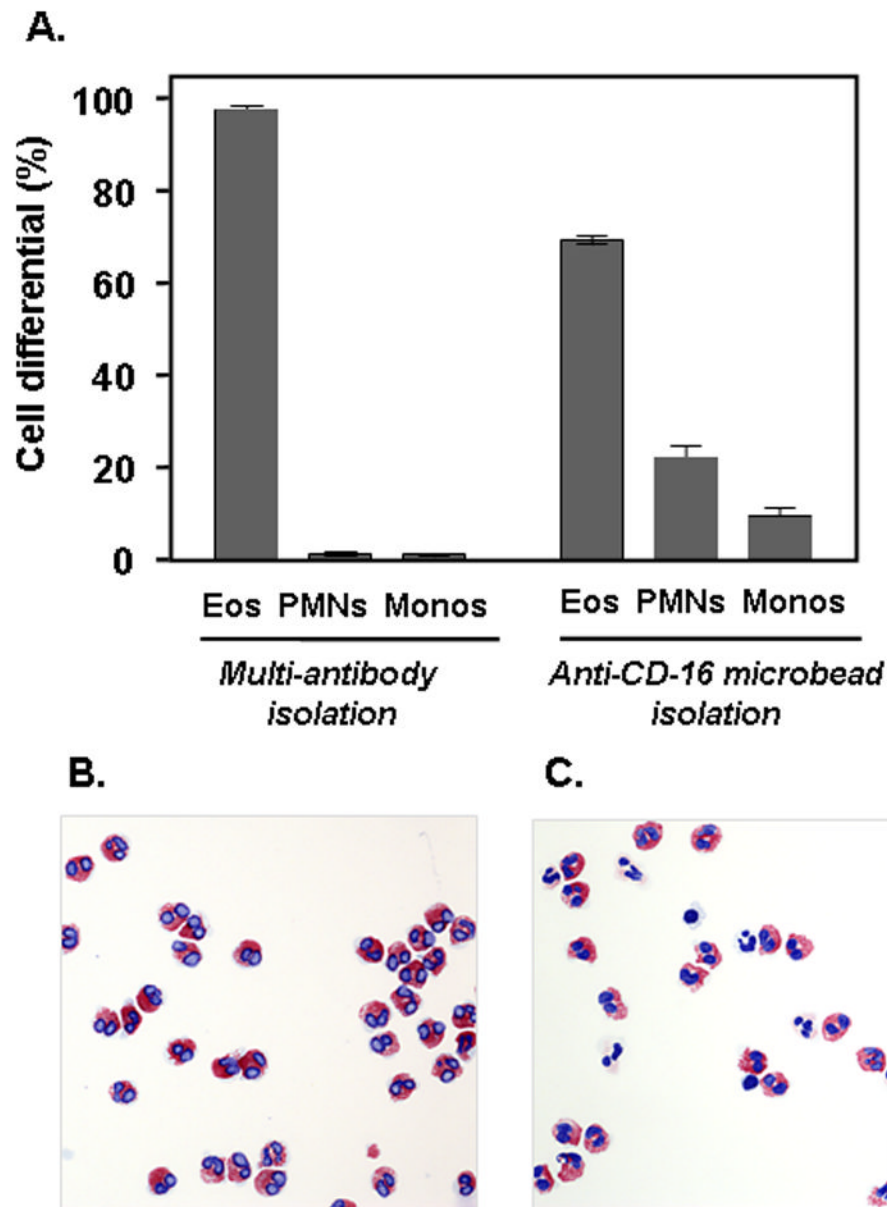 A.
Cell differential (%)
100
80
60
40
20
0
Eos PMNs Monos
Eos PMNs Monos
Multi-antibody
isolation
Anti-CD-16 microbead
isolation
B.
C.